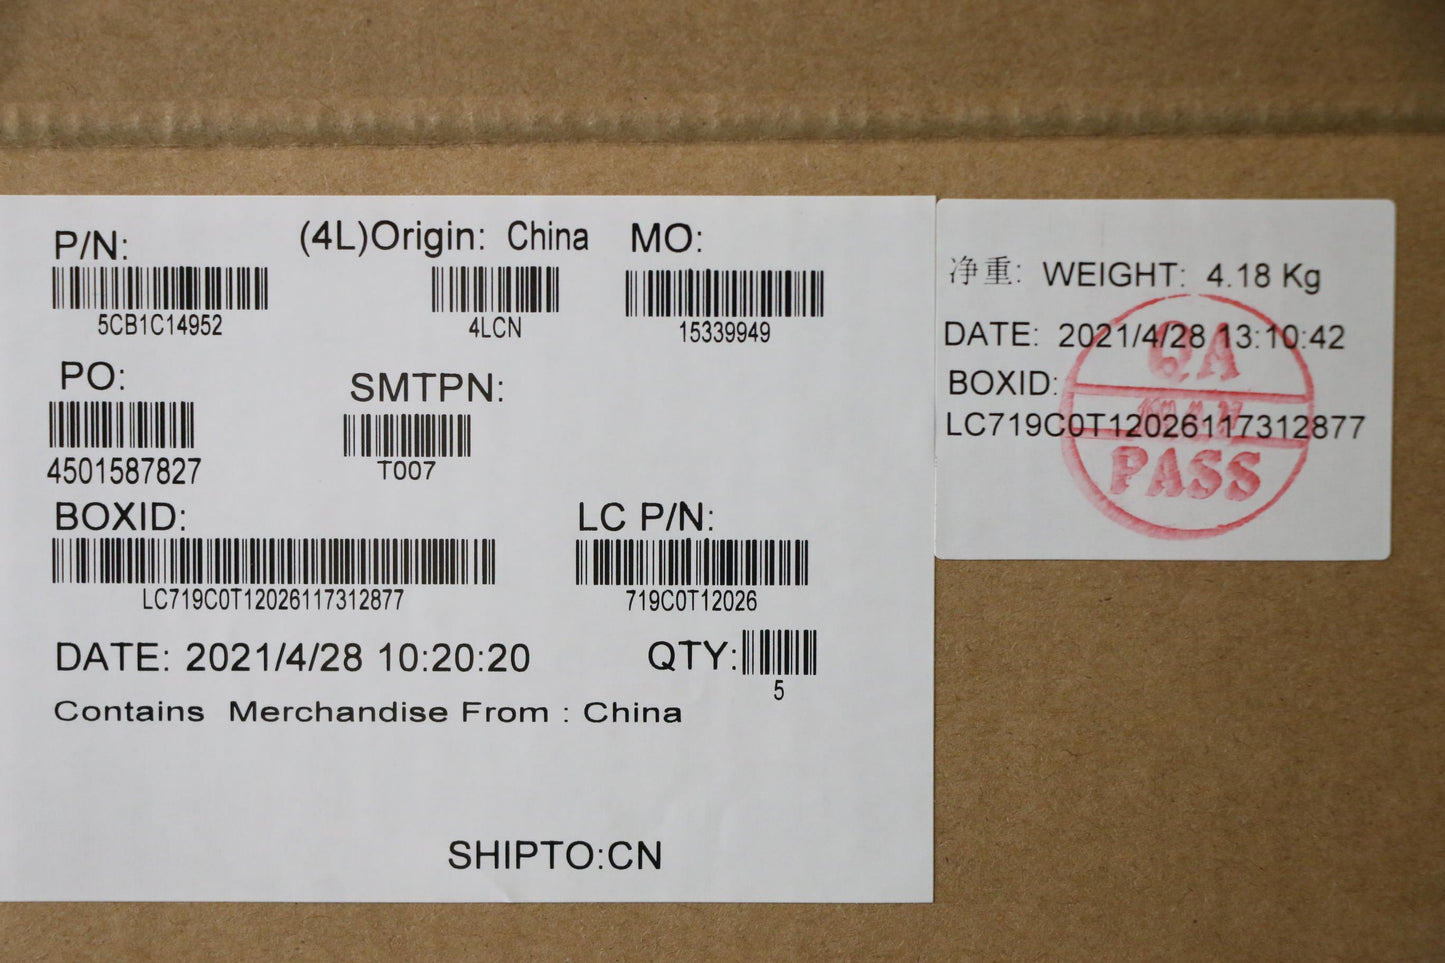 P/N:
5CB1C14952
(4L)Origin: China
4LCN
MO:
15339949
PO:
4501587827
SMTPN:
T007
BOXID:
LC719C0T12026117312877
LC P/N:
719C0T12026
DATE: 2021/4/28 10:20:20
QTY:
5
Contains Merchandise From : China
SHIPTO:CN
净重: WEIGHT: 4.18 Kg
DATE: 2021/4/28 13:10:42
BOXID:
LC719C0T12026117312877
QA
PASS